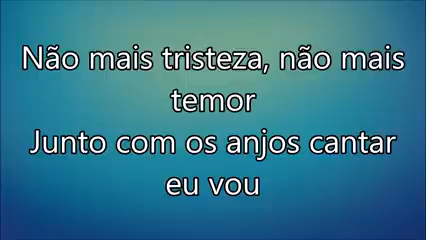 Não mais tristeza, não mais
temor
Junto com os anjos cantar
eu vou